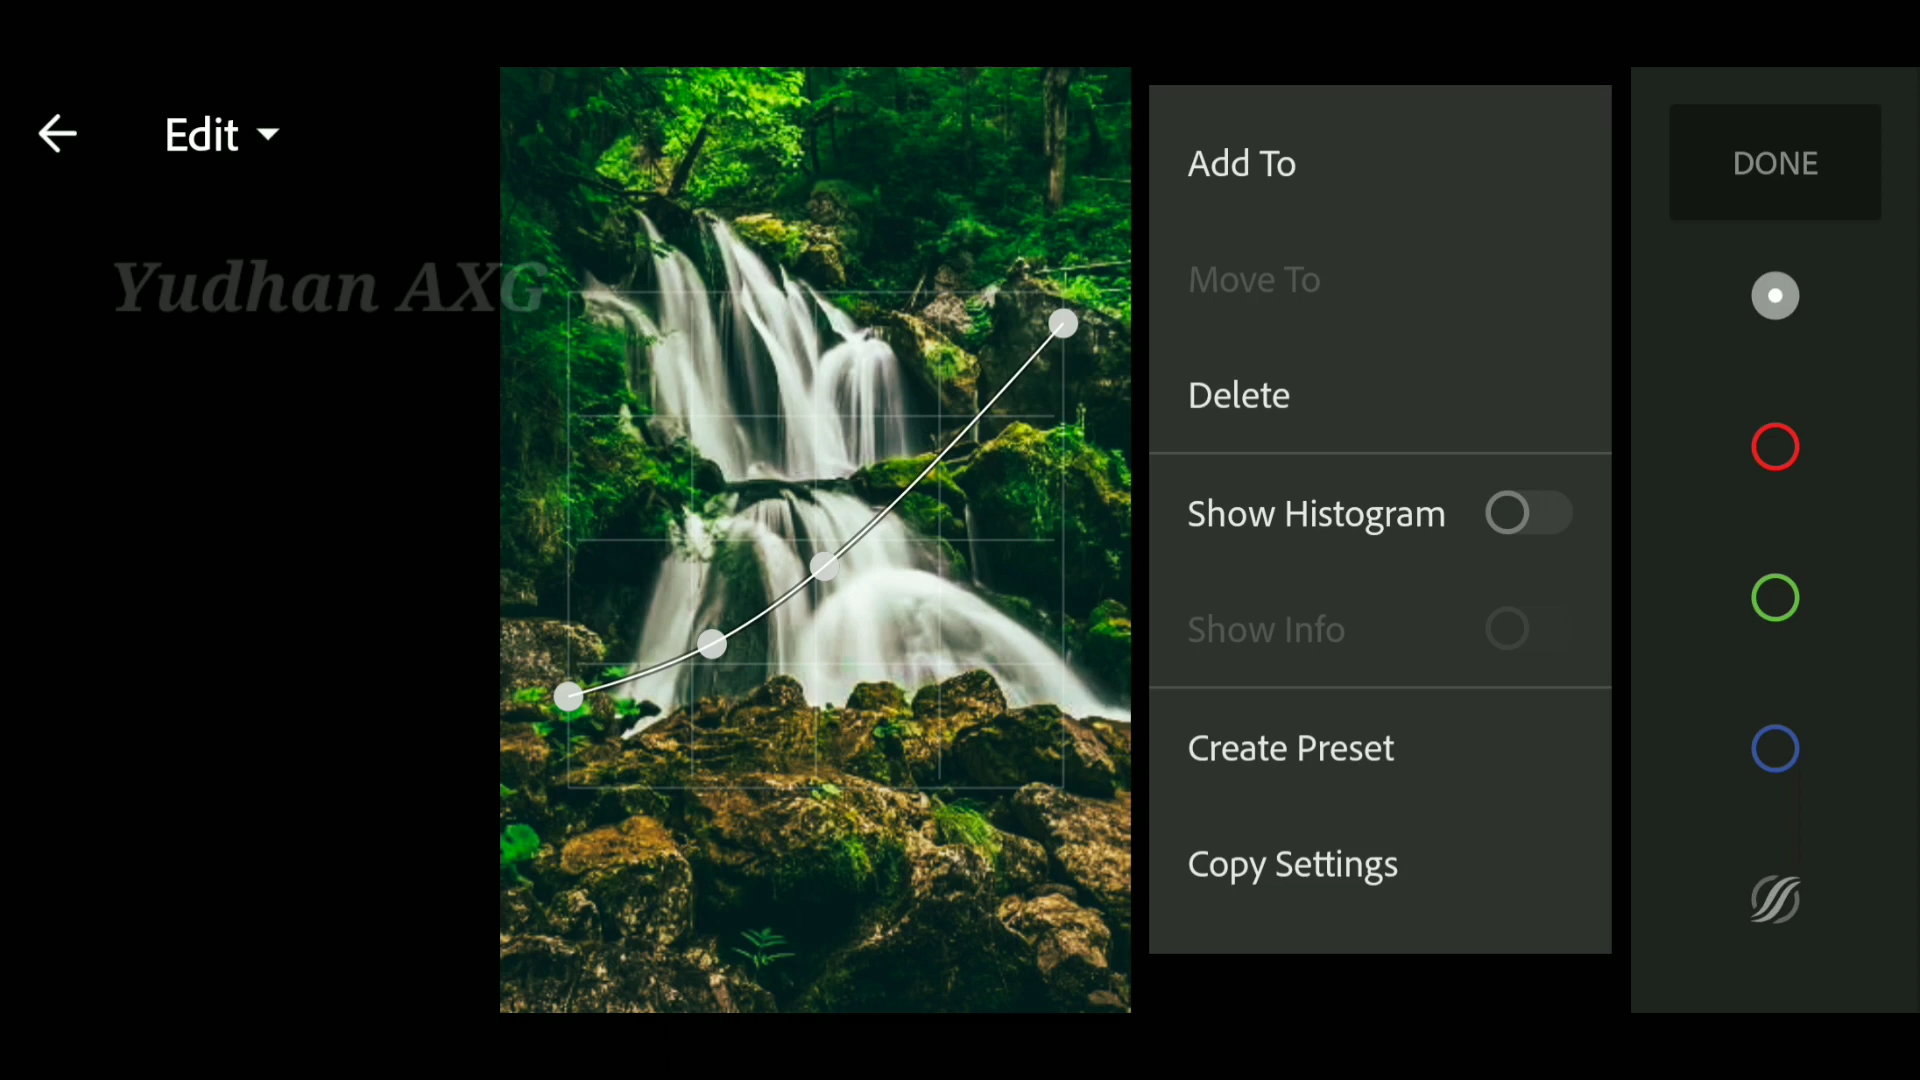 Edit
Yudhan AXG
Add To
Move To
Delete
Show Histogram
Show Info
Create Preset
Copy Settings
DONE